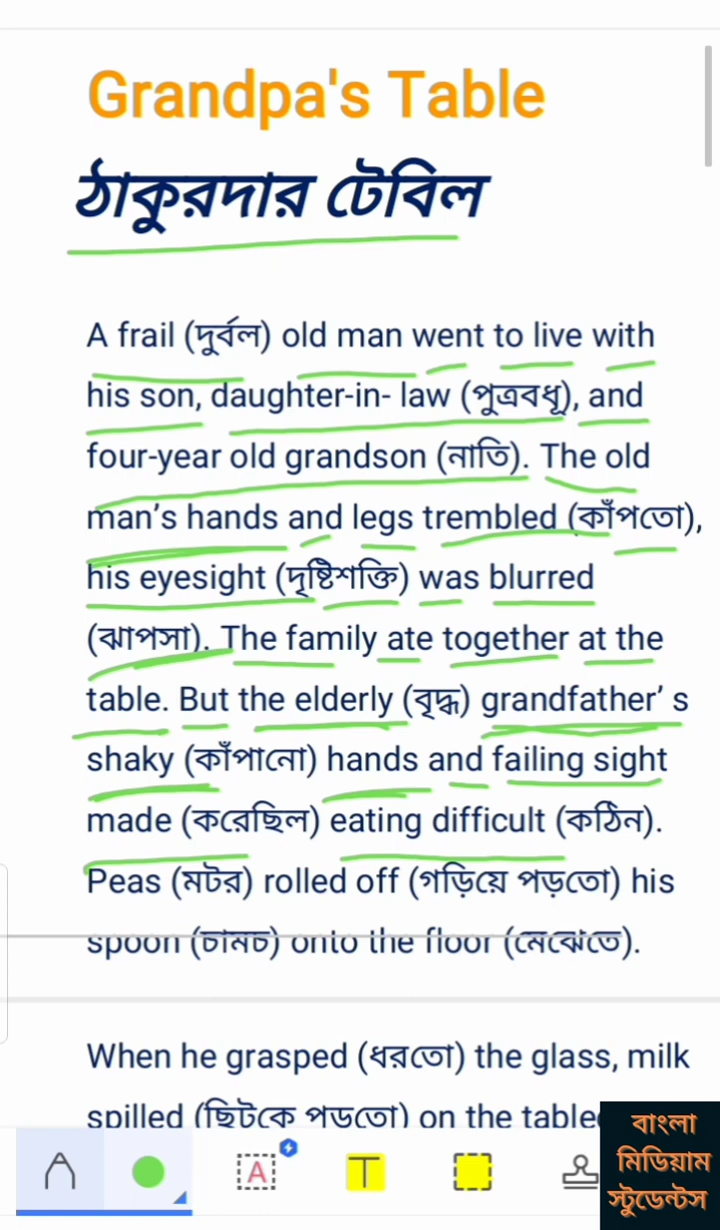 Grandpa's Table
ঠাকুরদার টেবিল
A frail (দুর্বল) old man went to live with
his son, daughter-in- law (পুত্রবধূ), and
four-year old grandson (নাতি). The old
man's hands and legs trembled (কাঁপতো),
his eyesight (দৃষ্টিশক্তি) was blurred
(ঝাপসা). The family ate together at the
table. But the elderly (বৃদ্ধ) grandfather' s
shaky (কাঁপানো) hands and failing sight
made (করেছিল) eating difficult (কঠিন).
Peas (মটর) rolled off (গড়িয়ে পড়তো) his
spoon (চামচ) onto the floor (মেঝেতে).
When he grasped (ধরতো) the glass, milk
spilled (ছিটকে পড়তো) on the table
A
T
বাংলা
মিডিয়াম
স্টুডেন্টস